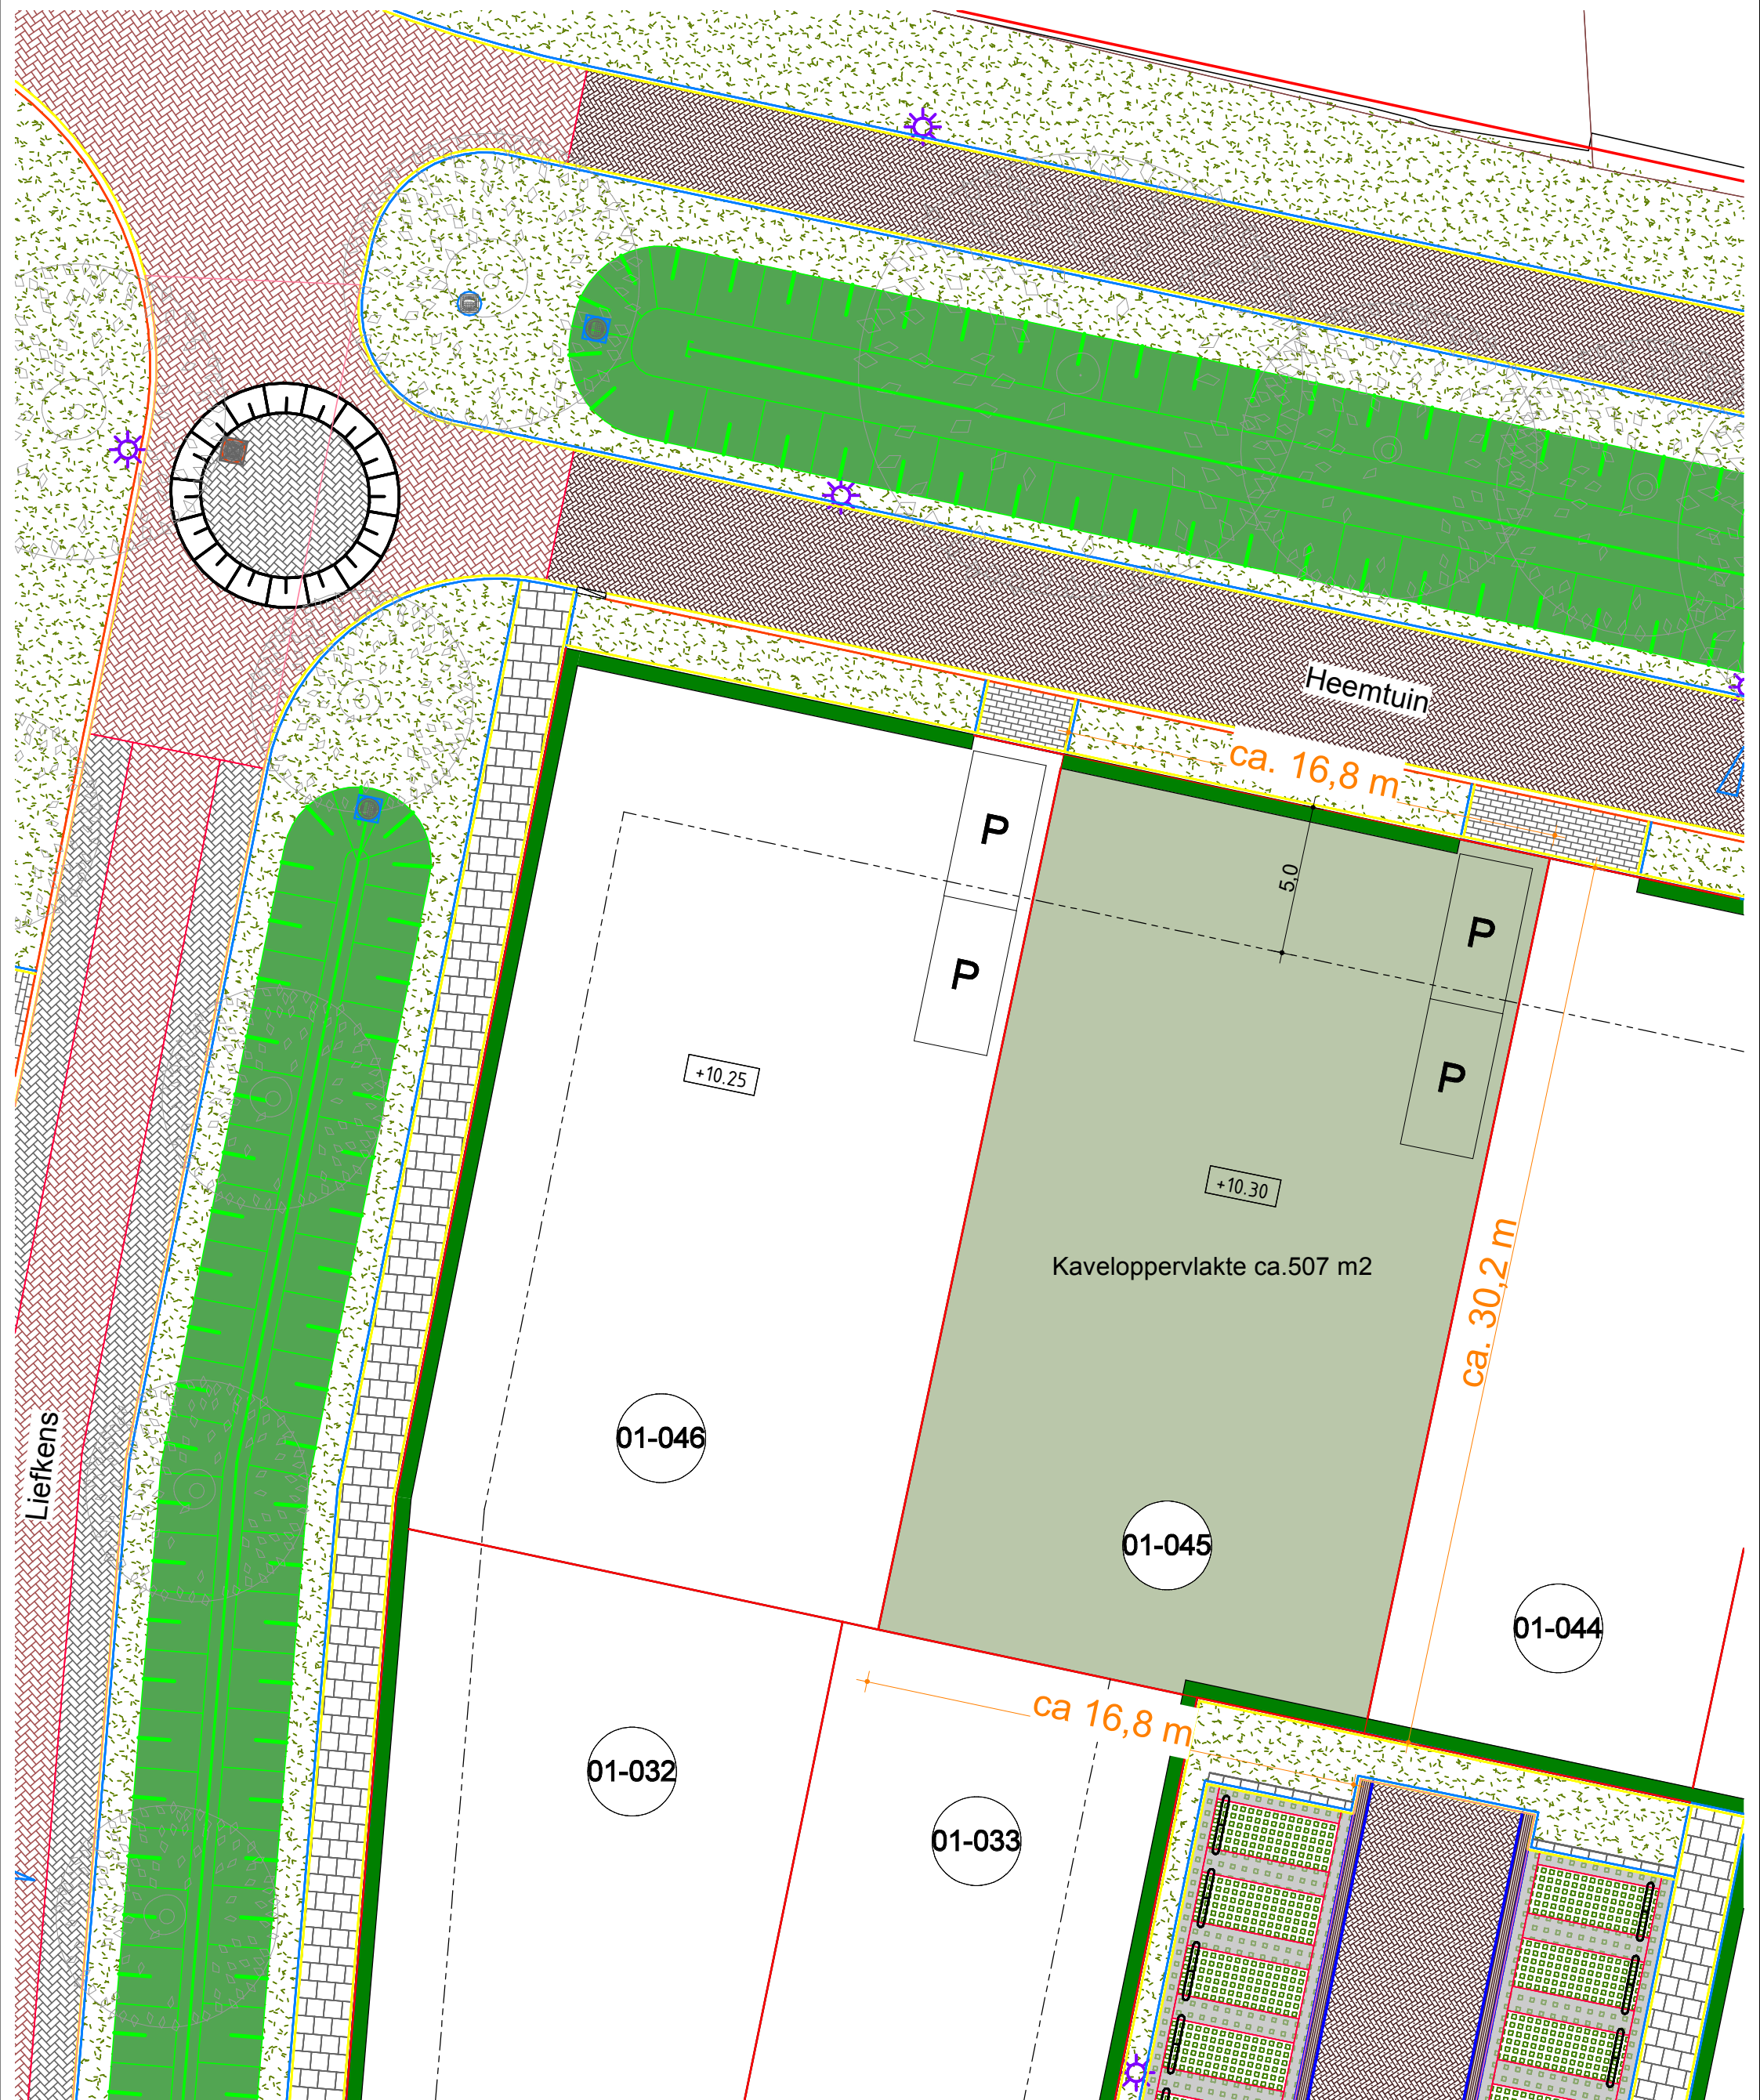 Heemtuin
ca. 16,8 m
P
P
5,0
P
P
+10.25
+10.30
Kaveloppervlakte ca.507 m2
ca. 30,2 m
Liefkens
01-046
01-045
01-044
ca 16,8 m
01-032
01-033